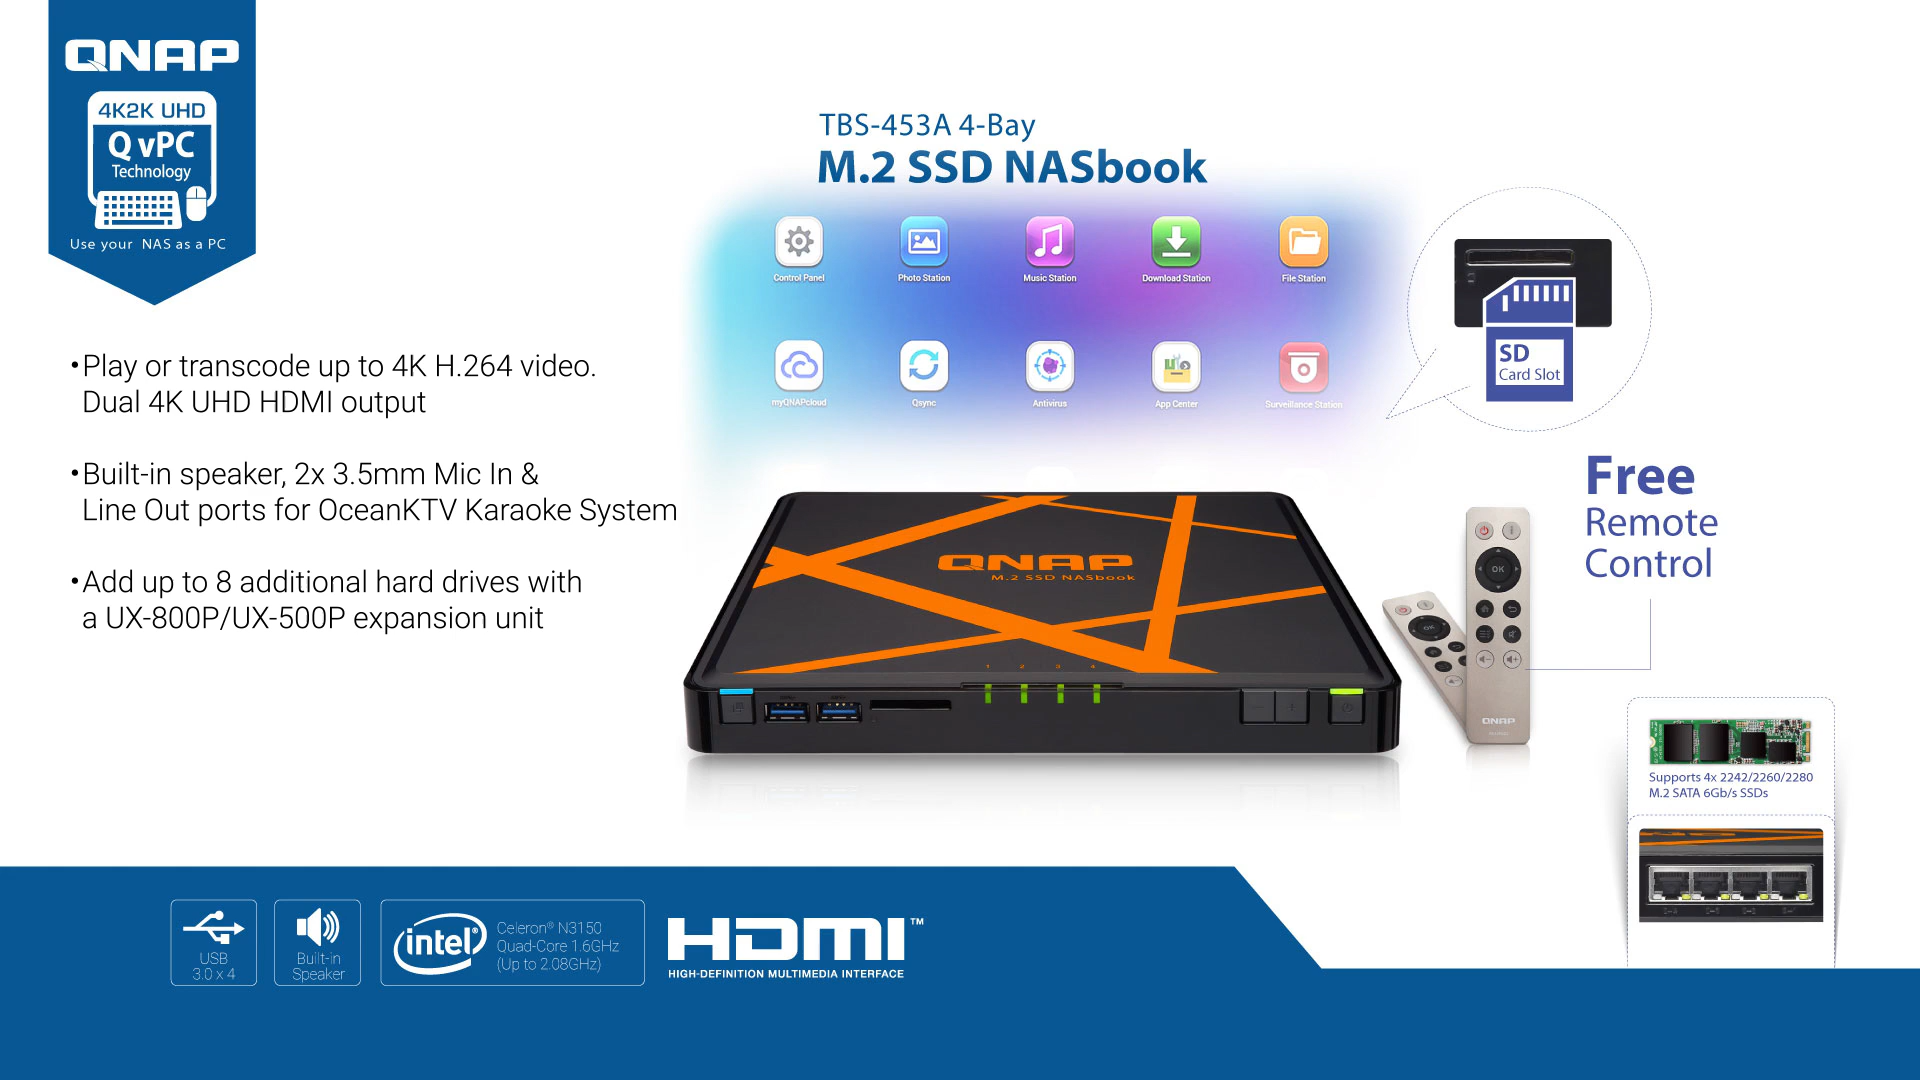 QNAP
4K2K UHD
Q vPC
Technology
Use your NAS as a PC
TBS-453A 4-Bay
M.2 SSD NASbook
Control Panel
Photo Station
Music Station
Download Station
File Station
myQNAPcloud
Qsync
Antivirus
App Center
Surveillance Station
SD
Card Slot
•Play or transcode up to 4K H.264 video.
Dual 4K UHD HDMI output
•Built-in speaker, 2x 3.5mm Mic In &
Line Out ports for OceanKTV Karaoke System
•Add up to 8 additional hard drives with
a UX-800P/UX-500P expansion unit
QNAP
M.2 SSD NASbook
1 2 3 4
Free
Remote
Control
OK
OK
QNAP
Supports 4x 2242/2260/2280
M.2 SATA 6Gb/s SSDs
USB
3.0 x 4
Built-in
Speaker
intel®
Celeron® N3150
Quad-Core 1.6GHz
(Up to 2.08GHz)
HDMI™
HIGH-DEFINITION MULTIMEDIA INTERFACE